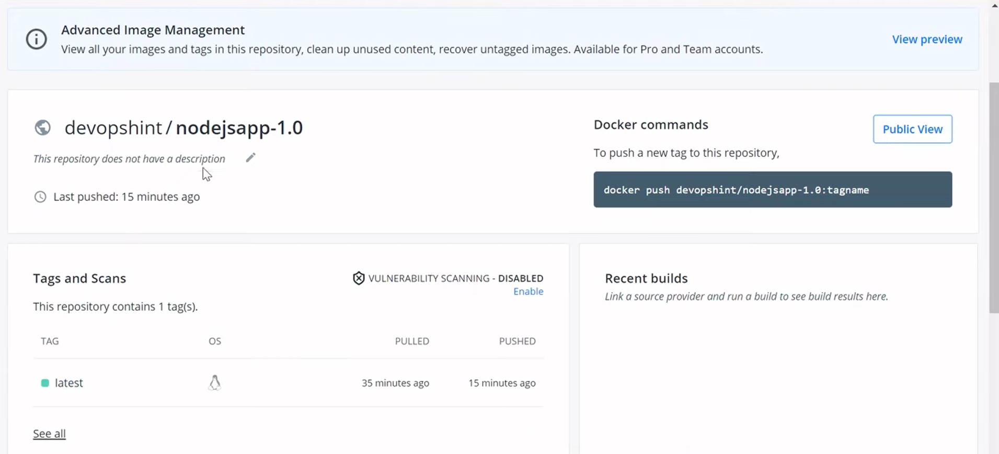 Advanced Image Management
View all your images and tags in this repository, clean up unused content, recover untagged images. Available for Pro and Team accounts.
View preview
devopshint / nodejsapp-1.0
This repository does not have a description
Last pushed: 15 minutes ago
Docker commands
Public View
To push a new tag to this repository,
docker push devopshint/nodejsapp-1.0:tagname
Tags and Scans
VULNERABILITY SCANNING - DISABLED
Enable
This repository contains 1 tag(s).
TAG OS PULLED PUSHED
latest 35 minutes ago 15 minutes ago
See all
Recent builds
Link a source provider and run a build to see build results here.